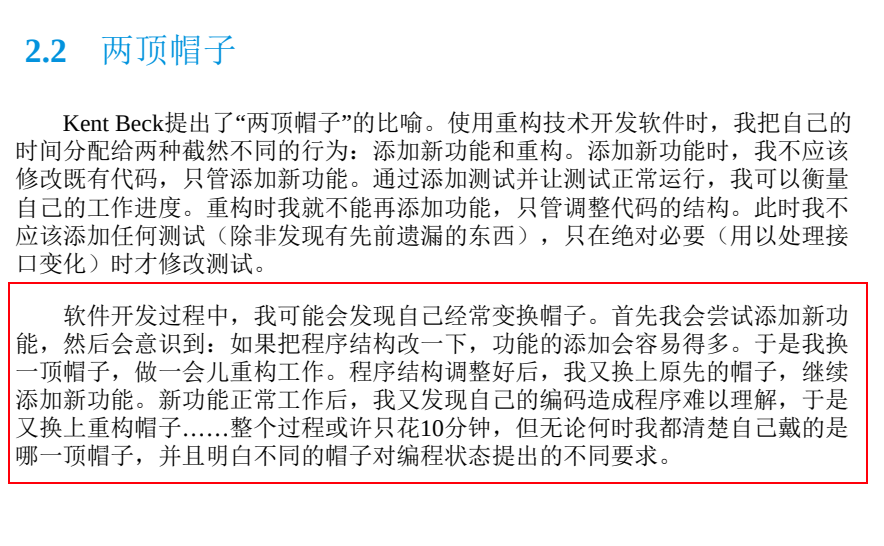 2.2 两顶帽子
Kent Beck提出了“两顶帽子”的比喻。使用重构技术开发软件时，我把自己的
时间分配给两种截然不同的行为：添加新功能和重构。添加新功能时，我不应该
修改既有代码，只管添加新功能。通过添加测试并让测试正常运行，我可以衡量
自己的工作进度。重构时我就不能再添加功能，只管调整代码的结构。此时我不
应该添加任何测试（除非发现有先前遗漏的东西），只在绝对必要（用以处理接
口变化）时才修改测试。
软件开发过程中，我可能会发现自己经常变换帽子。首先我会尝试添加新功
能，然后会意识到：如果把程序结构改一下，功能的添加会容易得多。于是我换
一顶帽子，做一会儿重构工作。程序结构调整好后，我又换上原先的帽子，继续
添加新功能。新功能正常工作后，我又发现自己的编码造成程序难以理解，于是
又换上重构帽子……整个过程或许只花10分钟，但无论何时我都清楚自己戴的是
哪一顶帽子，并且明白不同的帽子对编程状态提出的不同要求。